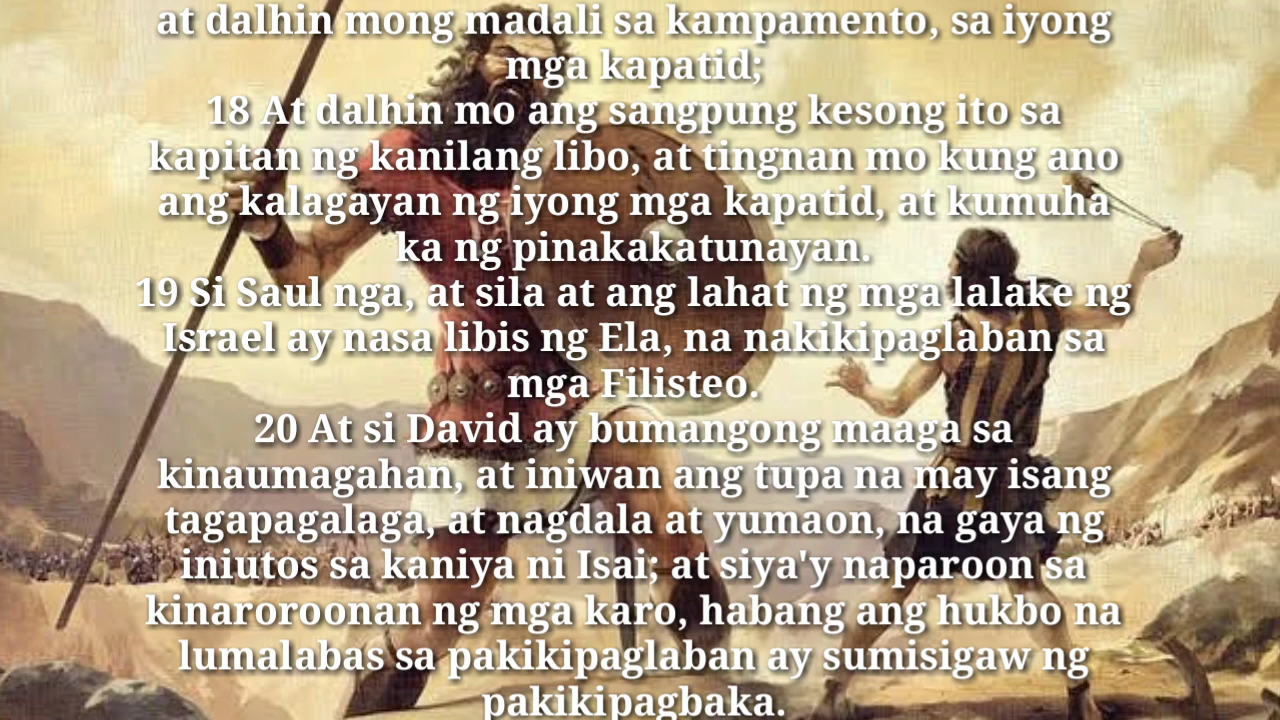 at dalhin mong madali sa kampamento, sa iyong
mga kapatid;
18 At dalhin mo ang sangpung kesong ito sa
kapitan ng kanilang libo, at tingnan mo kung ano
ang kalagayan ng iyong mga kapatid, at kumuha
ka ng pinakakatunayan.
19 Si Saul nga, at sila at ang lahat ng mga lalake ng
Israel ay nasa libis ng Ela, na nakikipaglaban sa
mga Filisteo.
20 At si David ay bumangong maaga sa
kinaumagahan, at iniwan ang tupa na may isang
tagapagalaga, at nagdala at yumaon, na gaya ng
iniutos sa kaniya ni Isai; at siya'y naparoon sa
kinaroroonan ng mga karo, habang ang hukbo na
lumalabas sa pakikipaglaban ay sumisigaw ng
pakikipagbaka.